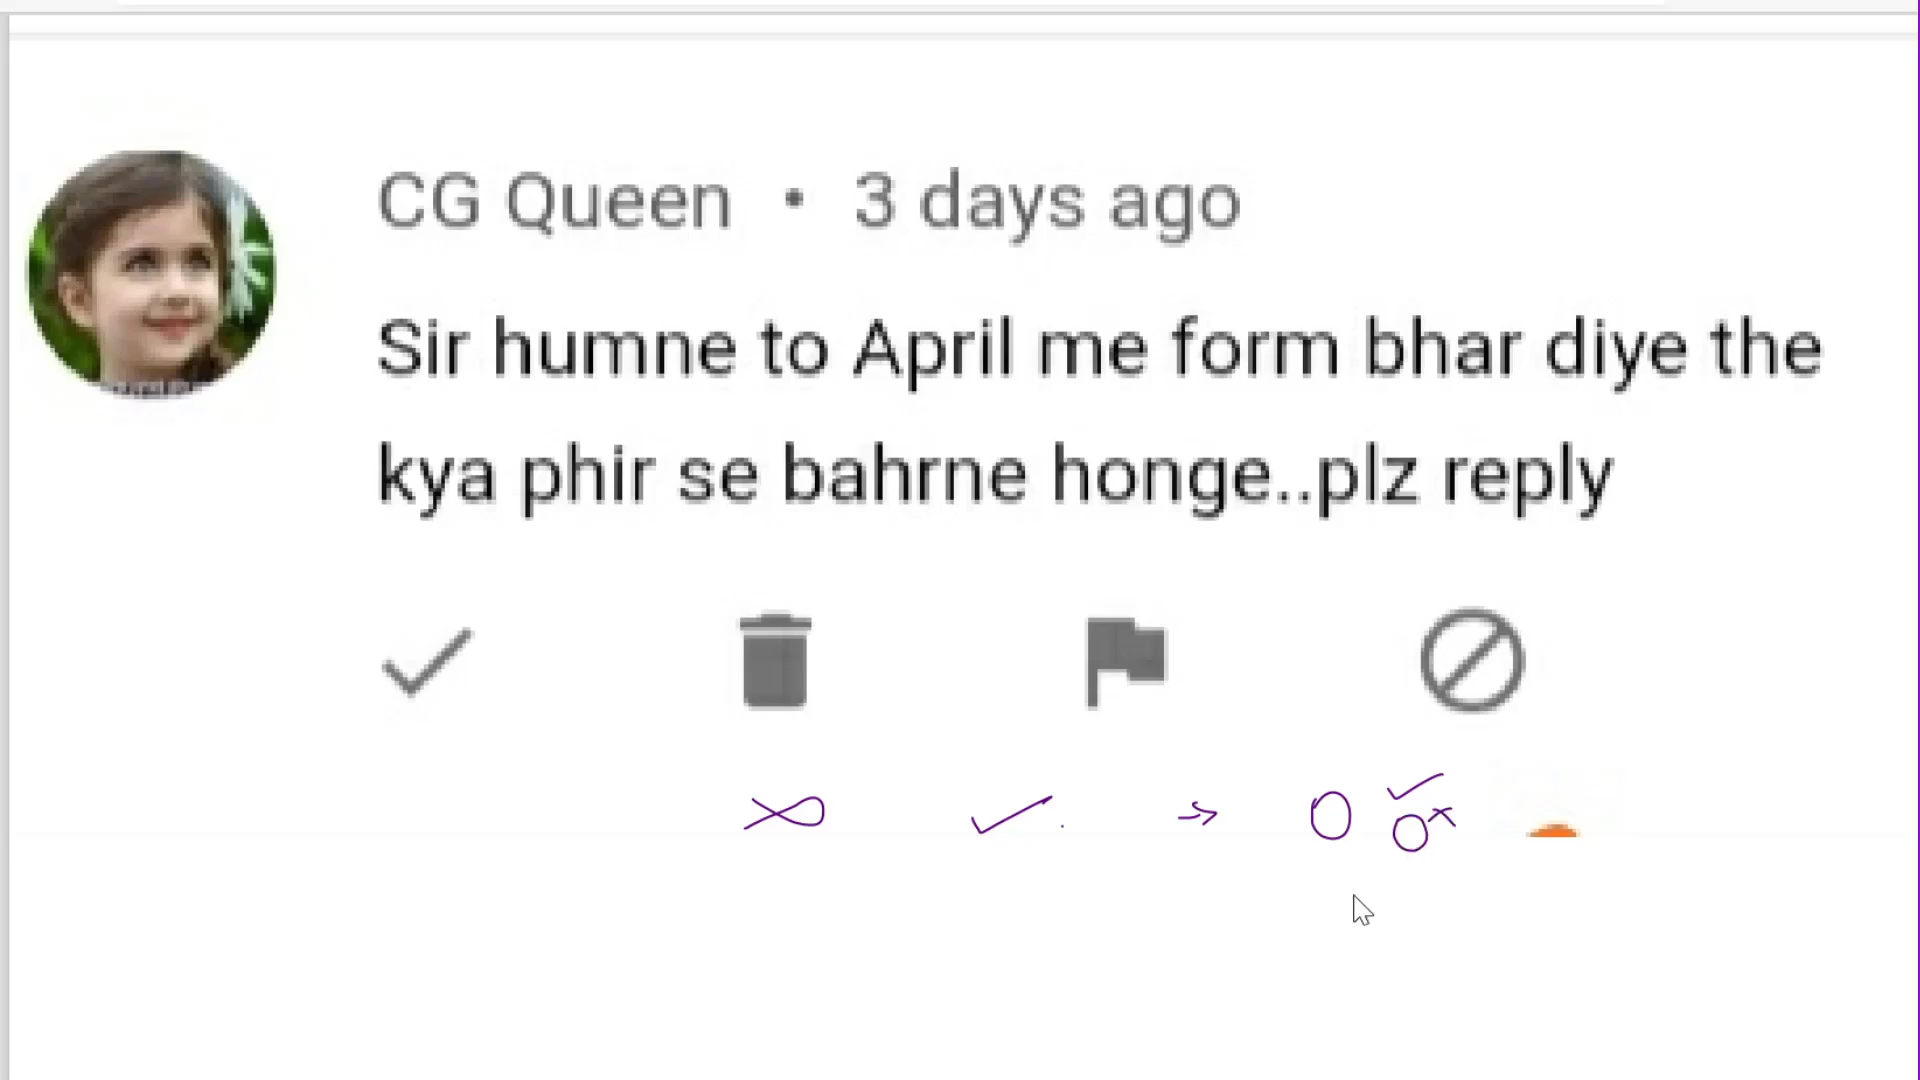 CG Queen • 3 days ago
Sir humne to April me form bhar diye the
kya phir se bahrne honge..plz reply